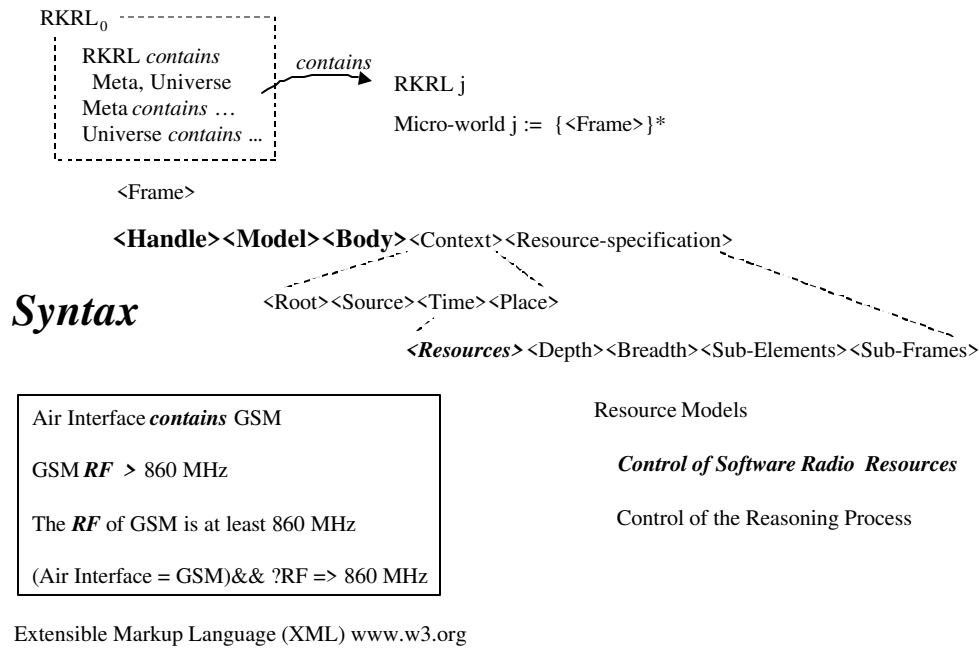 RKRL0
RKRL contains
Meta, Universe
Meta contains …
Universe contains ...
contains
RKRL j
Micro-world j := {<Frame>}*
<Frame>
<Handle><Model><Body><Context><Resource-specification>
Syntax
<Root><Source><Time><Place>
<Resources><Depth><Breadth><Sub-Elements><Sub-Frames>
Air Interface contains GSM
GSM RF > 860 MHz
The RF of GSM is at least 860 MHz
(Air Interface = GSM)&& ?RF => 860 MHz
Resource Models
Control of Software Radio Resources
Control of the Reasoning Process
Extensible Markup Language (XML) www.w3.org